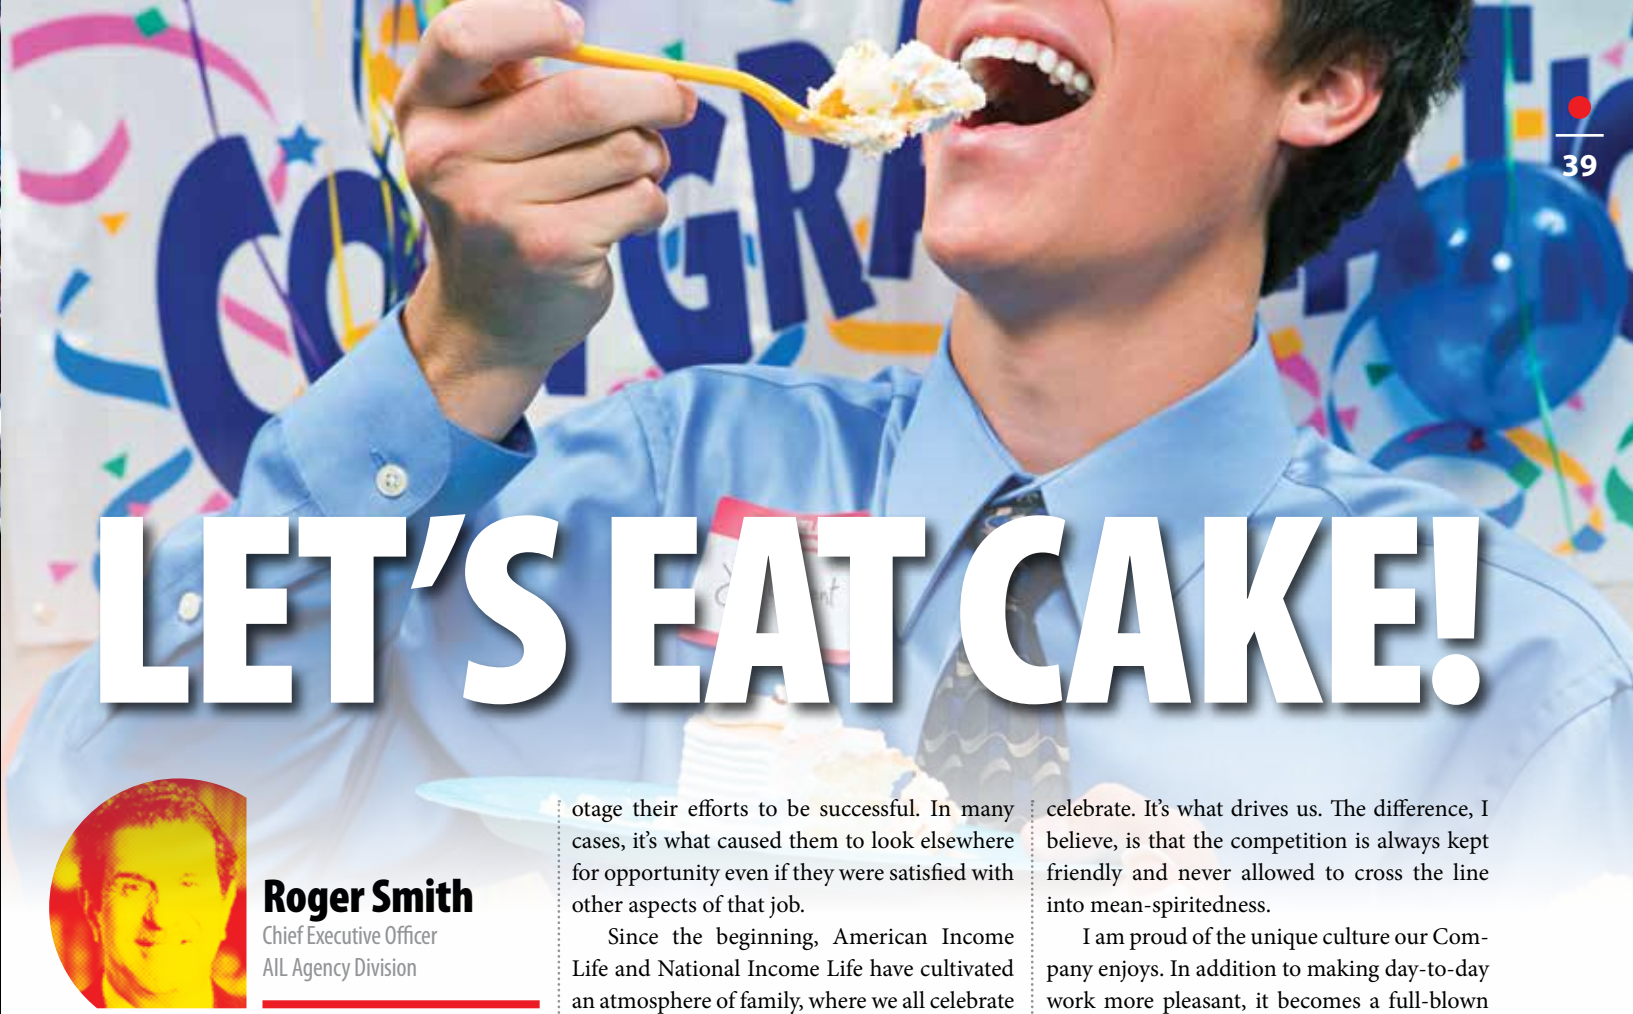 39
LET'S EAT CAKE!
Roger Smith
Chief Executive Officer
AIL Agency Division
otage their efforts to be successful. In many
cases, it's what caused them to look elsewhere
for opportunity even if they were satisfied with
other aspects of that job.
Since the beginning, American Income
Life and National Income Life have cultivated
an atmosphere of family, where we all celebrate
celebrate. It's what drives us. The difference, I
believe, is that the competition is always kept
friendly and never allowed to cross the line
into mean-spiritedness.
I am proud of the unique culture our Com-
pany enjoys. In addition to making day-to-day
work more pleasant, it becomes a full-blown